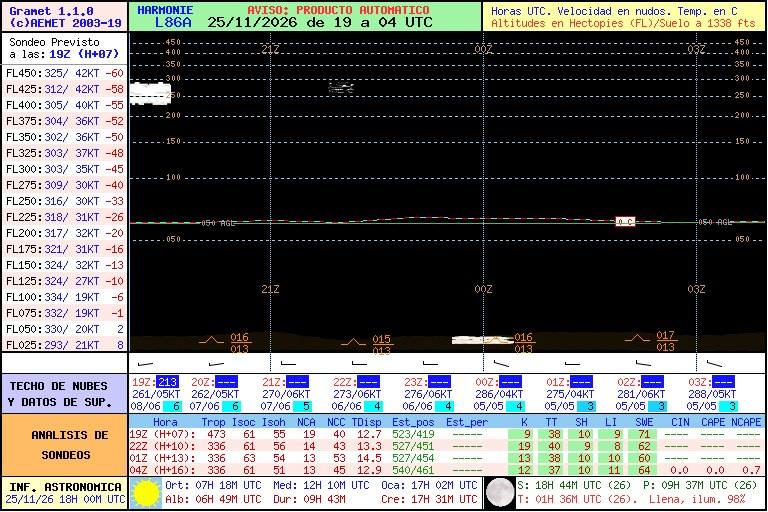 Gramet 1.1.0
(c)AEMET 2003-19
HARMONIE
L86A
AVISO: PRODUCTO AUTOMATICO
25/11/2026 de 19 a 04 UTC
Horas UTC. Velocidad en nudos. Temp. en C
Altitudes en Hectopies (FL)/Suelo a 1338 fts
Sondeo Previsto
a las: 19Z (H+07)
FL450: 325/ 42KT -60
FL425: 312/ 42KT -58
FL400: 305/ 40KT -55
FL375: 304/ 36KT -52
FL350: 302/ 36KT -50
FL325: 303/ 37KT -48
FL300: 303/ 35KT -45
FL275: 309/ 30KT -40
FL250: 316/ 30KT -33
FL225: 318/ 31KT -26
FL200: 317/ 32KT -20
FL175: 321/ 31KT -16
FL150: 324/ 32KT -13
FL125: 324/ 27KT -10
FL100: 334/ 19KT -6
FL075: 332/ 19KT -1
FL050: 330/ 20KT 2
FL025: 293/ 21KT 8
21Z 00Z 03Z
450 450
400 400
350 350
300 300
250 250
200 200
150 150
100 100
050 AGL 0 C 050 AGL
050 050
21Z 00Z 03Z
016 015 016 017
013 013 013 013
TECHO DE NUBES
Y DATOS DE SUP.
19Z: 213 20Z: --- 21Z: --- 22Z: --- 23Z: --- 00Z: --- 01Z: --- 02Z: --- 03Z: ---
261/05KT 262/05KT 270/06KT 273/06KT 276/06KT 286/04KT 276/04KT 281/06KT 288/05KT
08/06 6 07/06 6 07/06 5 06/05 4 06/05 4 05/05 4 05/05 3 05/05 3 05/04 3
ANALISIS DE
SONDEOS
Hora Trop Isoc Isoh NCA NCC TDisp Est_pos Est_per K TT SH LI SWE CIN CAPE NCAPE
19Z (H+07): 473 61 55 19 40 12.7 523/419 ----- 9 38 10 9 71 ---- ---- ----
22Z (H+10): 336 61 56 14 43 13.3 527/451 ----- 19 40 9 8 62 ---- ---- ----
01Z (H+13): 336 63 54 13 53 14.5 527/454 ----- 13 38 10 10 60 ---- ---- ----
04Z (H+16): 336 61 51 13 45 12.9 540/461 ----- 12 37 10 11 64 0.0 0.0 0.7
INF. ASTRONOMICA
25/11/26 18H 00M UTC
Ort: 07H 18M UTC Med: 12H 10M UTC Oca: 17H 02M UTC
Alb: 06H 49M UTC Dur: 09H 43M Cre: 17H 31M UTC
S: 18H 44M UTC (26) P: 09H 37M UTC (26)
T: 01H 36M UTC (26). Llena, ilum. 98%